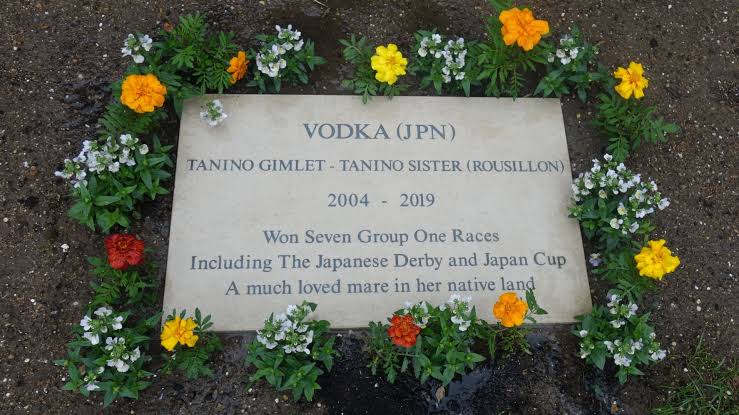 VODKA (JPN)
TANINO GIMLET - TANINO SISTER (ROUSILLON)
2004 - 2019
Won Seven Group One Races
Including The Japanese Derby and Japan Cup
A much loved mare in her native land